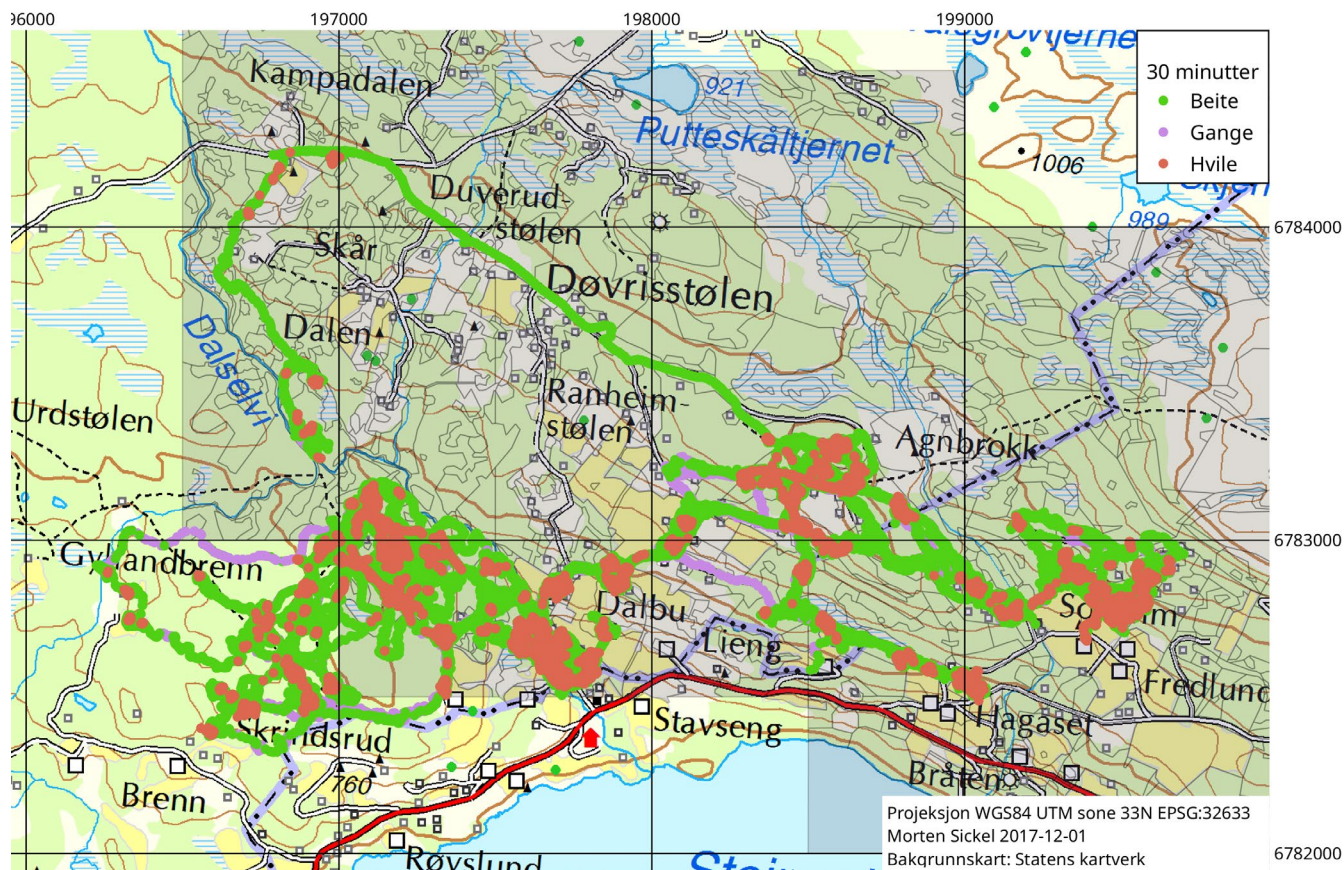 96000
197000
198000
199000
30 minutter
Beite
Gange
Hvile
Kampadalen
921
Putteskåltjernet
1006
989
Duverud-
stølen
Skår
Døvrisstølen
6784000
Dalen
Dalselvi
Ranheim-
stølen
Urdstølen
Agnbrokk
6783000
Dalbu
Lieng
Fredlund
Stavseng
Hagaset
Skrindsrud
760
Brenn
Bråten
Røvslund
Projeksjon WGS84 UTM sone 33N EPSG:32633
Morten Sickel 2017-12-01
Bakgrunnskart: Statens kartverk
6782000